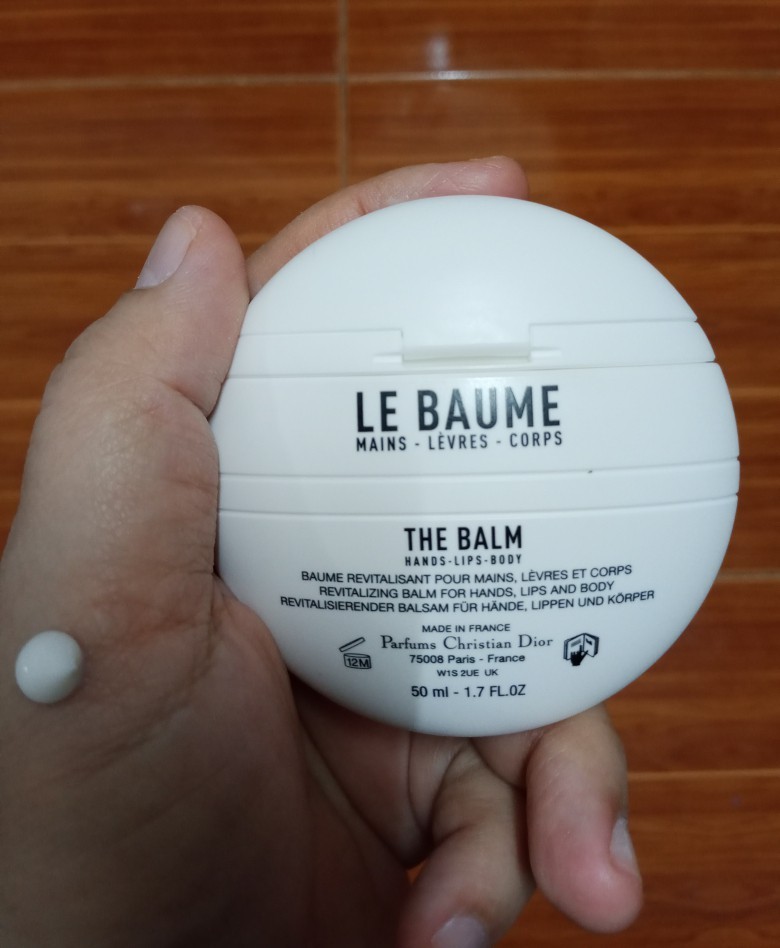 LE BAUME
MAINS - LÈVRES - CORPS
THE BALM
HANDS-LIPS-BODY
BAUME REVITALISANT POUR MAINS, LÈVRES ET CORPS
REVITALIZING BALM FOR HANDS, LIPS AND BODY
REVITALISIERENDER BALSAM FÜR HÄNDE, LIPPEN UND KÖRPER
MADE IN FRANCE
Parfums Christian Dior
12M
75008 Paris - France
W1S 2UE UK
50 ml - 1.7 FL.OZ